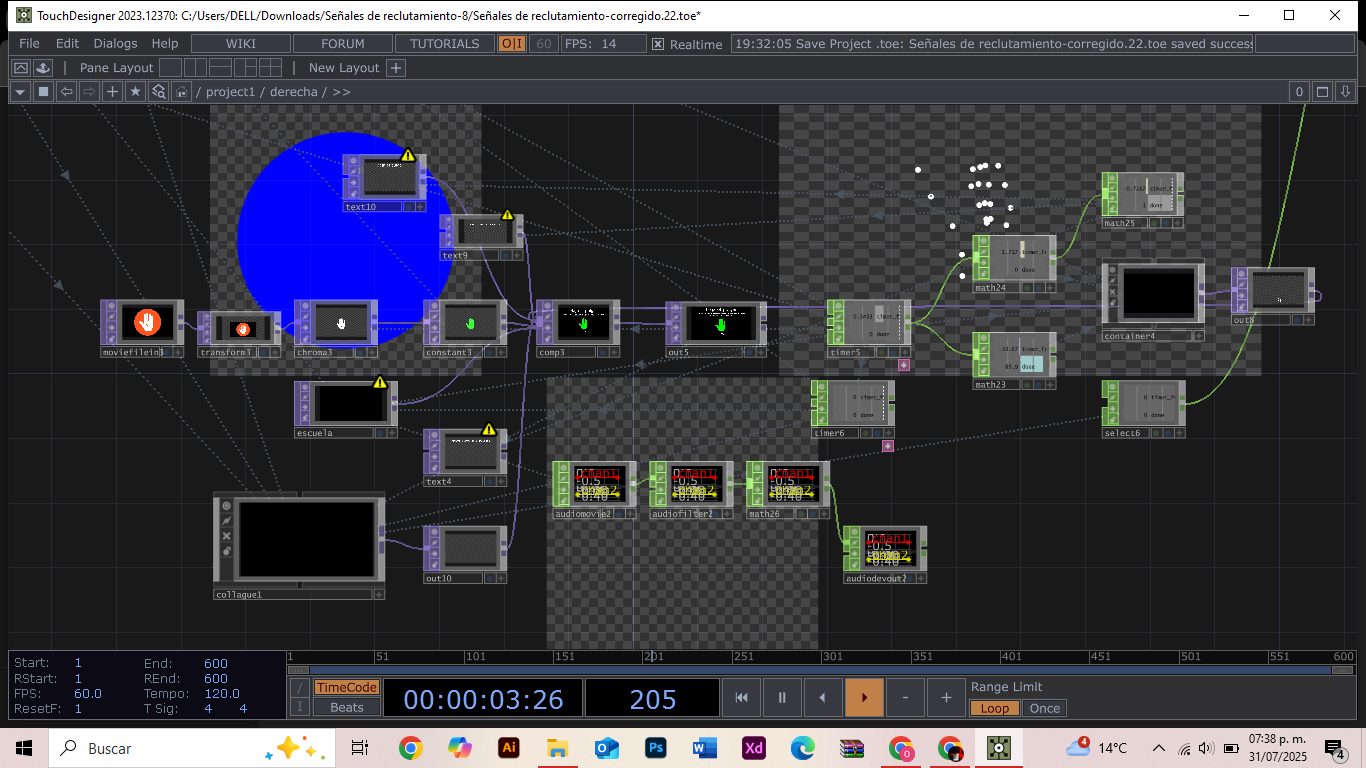 TouchDesigner 2023.12370: C:/Users/DELL/Downloads/Señales de reclutamiento-8/Señales de reclutamiento-corregido.22.toe*
File Edit Dialogs Help WIKI FORUM TUTORIALS O|I 60 FPS: 14 Realtime 19:32:05 Save Project .toe: Señales de reclutamiento-corregido.22.toe saved success
Pane Layout New Layout +
/ project1 / derecha / >> 0
text10
math25
text9
math24
container4
out8
moviefilein3 transform3 chroma3 constant3 comp3 out5 timer5
math23
escuela timer6 select6
text4
audiomovie2 audiofilter2 math26
out10 audiodevout2
collague1
1 51 101 151 201 251 301 351 401 451 501 551 600
Start: 1 End: 600
RStart: 1 REnd: 600
FPS: 60.0 Tempo: 120.0
ResetF: 1 T Sig: 4 4
TimeCode
Beats
00:00:03:26 205
- +
Range Limit
Loop Once
Buscar
Ai Ps Xd
14°C
07:38 p. m.
31/07/2025
4